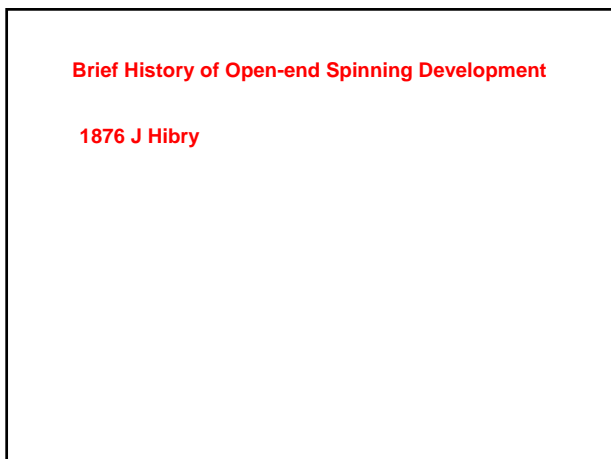 Brief History of Open-end Spinning Development
1876 J Hibry